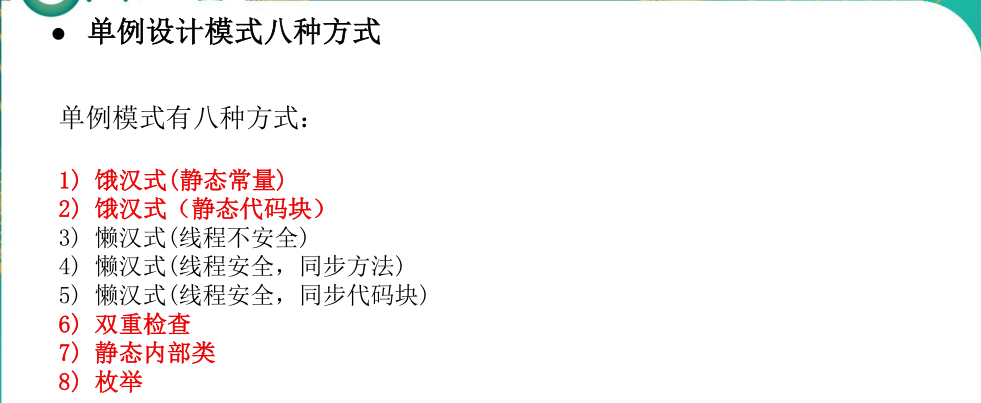 ● 单例设计模式八种方式
单例模式有八种方式：
1) 饿汉式(静态常量)
2) 饿汉式（静态代码块）
3) 懒汉式(线程不安全)
4) 懒汉式(线程安全，同步方法)
5) 懒汉式(线程安全，同步代码块)
6) 双重检查
7) 静态内部类
8) 枚举